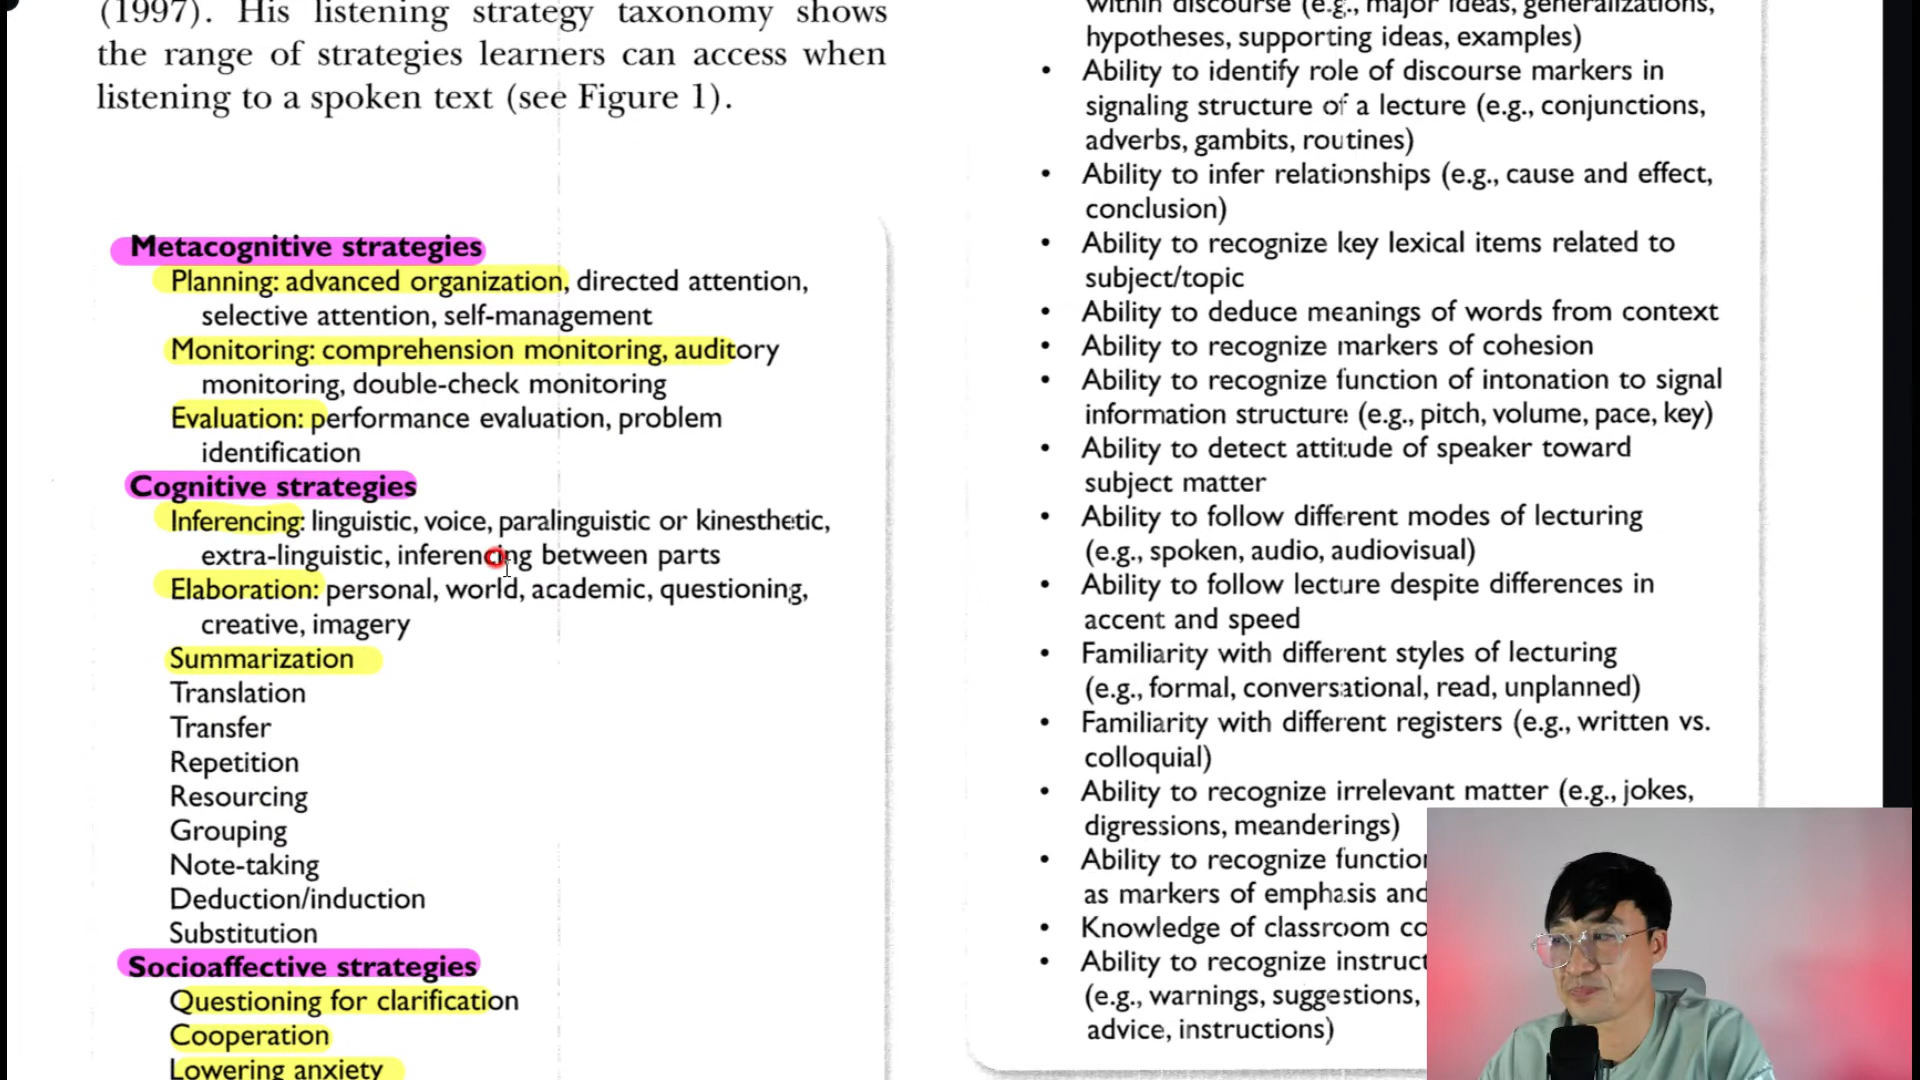 (1997). His listening strategy taxonomy shows
the range of strategies learners can access when
listening to a spoken text (see Figure 1).
Metacognitive strategies
Planning: advanced organization, directed attention,
selective attention, self-management
Monitoring: comprehension monitoring, auditory
monitoring, double-check monitoring
Evaluation: performance evaluation, problem
identification
Cognitive strategies
Inferencing: linguistic, voice, paralinguistic or kinesthetic,
extra-linguistic, inferencing between parts
Elaboration: personal, world, academic, questioning,
creative, imagery
Summarization
Translation
Transfer
Repetition
Resourcing
Grouping
Note-taking
Deduction/induction
Substitution
Socioaffective strategies
Questioning for clarification
Cooperation
Lowering anxiety
within discourse (e.g., major ideas, generalizations,
hypotheses, supporting ideas, examples)
• Ability to identify role of discourse markers in
signaling structure of a lecture (e.g., conjunctions,
adverbs, gambits, routines)
• Ability to infer relationships (e.g., cause and effect,
conclusion)
• Ability to recognize key lexical items related to
subject/topic
• Ability to deduce meanings of words from context
• Ability to recognize markers of cohesion
• Ability to recognize function of intonation to signal
information structure (e.g., pitch, volume, pace, key)
• Ability to detect attitude of speaker toward
subject matter
• Ability to follow different modes of lecturing
(e.g., spoken, audio, audiovisual)
• Ability to follow lecture despite differences in
accent and speed
• Familiarity with different styles of lecturing
(e.g., formal, conversational, read, unplanned)
• Familiarity with different registers (e.g., written vs.
colloquial)
• Ability to recognize irrelevant matter (e.g., jokes,
digressions, meanderings)
• Ability to recognize
as markers of emphasis and
• Knowledge of classroom
• Ability to recognize
(e.g., warnings, suggestions,
advice, instructions)